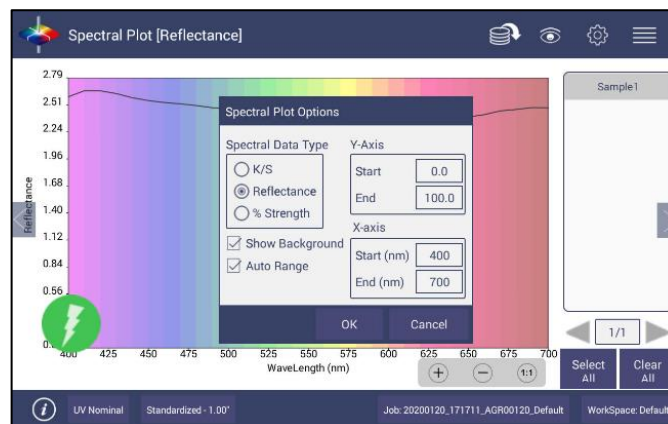 Spectral Plot [Reflectance]
2.79
2.51
2.24
1.96
1.68
1.40
1.12
0.84
0.56
Reflectance
400 425 450 475 500 525 550 575 600 625 650 675 700
WaveLength (nm)
Spectral Plot Options
Spectral Data Type
K/S
Reflectance
% Strength
Show Background
Auto Range
Y-Axis
Start 0.0
End 100.0
X-axis
Start (nm) 400
End (nm) 700
OK Cancel
1:1
Sample1
1/1
Select All
Clear All
i
UV Nominal
Standardized - 1.00"
Job: 20200120_171711_AGR00120_Default
WorkSpace: Default